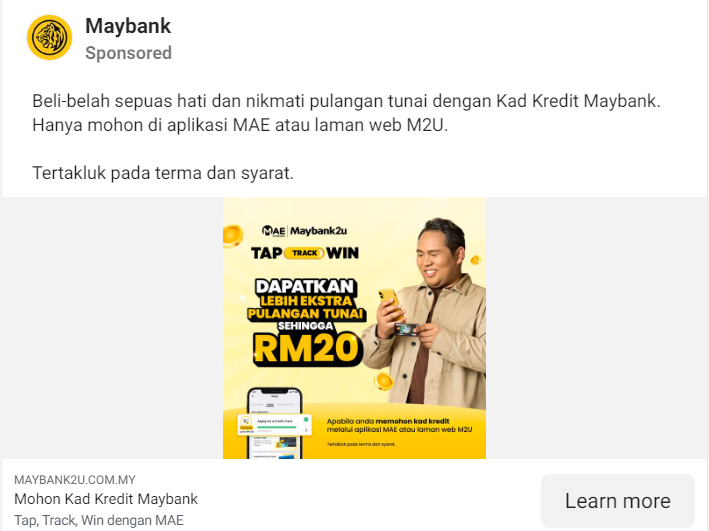 Maybank
Sponsored
Beli-belah sepuas hati dan nikmati pulangan tunai dengan Kad Kredit Maybank.
Hanya mohon di aplikasi MAE atau laman web M2U.
Tertakluk pada terma dan syarat.
MAE | Maybank2u
TAP TRACK WIN
DAPATKAN
LEBIH EKSTRA
PULANGAN TUNAI
SEHINGGA
RM20
Apply for a Credit Card
Apabila anda memohon kad kredit
melalui aplikasi MAE atau laman web M2U
Tertakluk pada terma dan syarat.
MAYBANK2U.COM.MY
Mohon Kad Kredit Maybank
Tap, Track, Win dengan MAE
Learn more